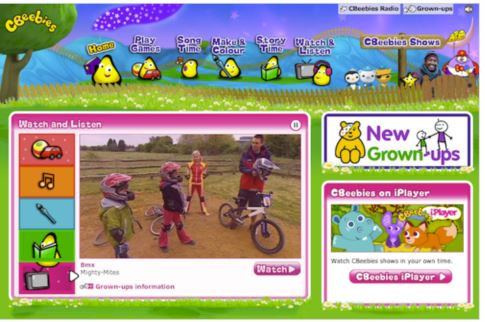 CBeebies
CBeebies Radio
Grown-ups
Home
Play
Games
Song
Time
Make &
Colour
Story
Time
Watch &
Listen
CBeebies Shows
Watch and Listen
Bmx
Mighty-Mites
Watch
Grown-ups information
New
Grown-ups
CBeebies on iPlayer
CBeebies iPlayer
Watch CBeebies shows in your own time.
CBeebies iPlayer